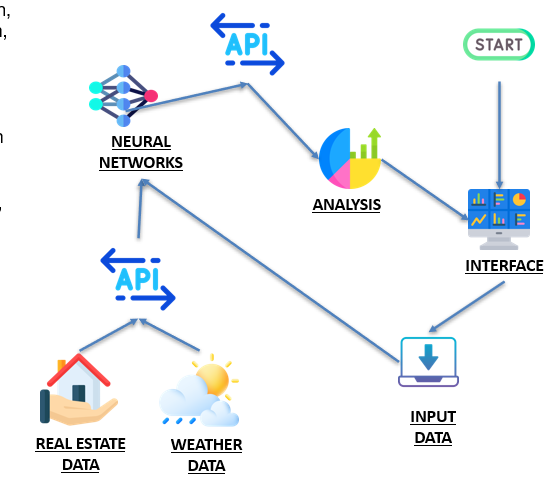 n,
n,
n
,
API
START
NEURAL
NETWORKS
ANALYSIS
INTERFACE
API
INPUT
DATA
REAL ESTATE
DATA
WEATHER
DATA